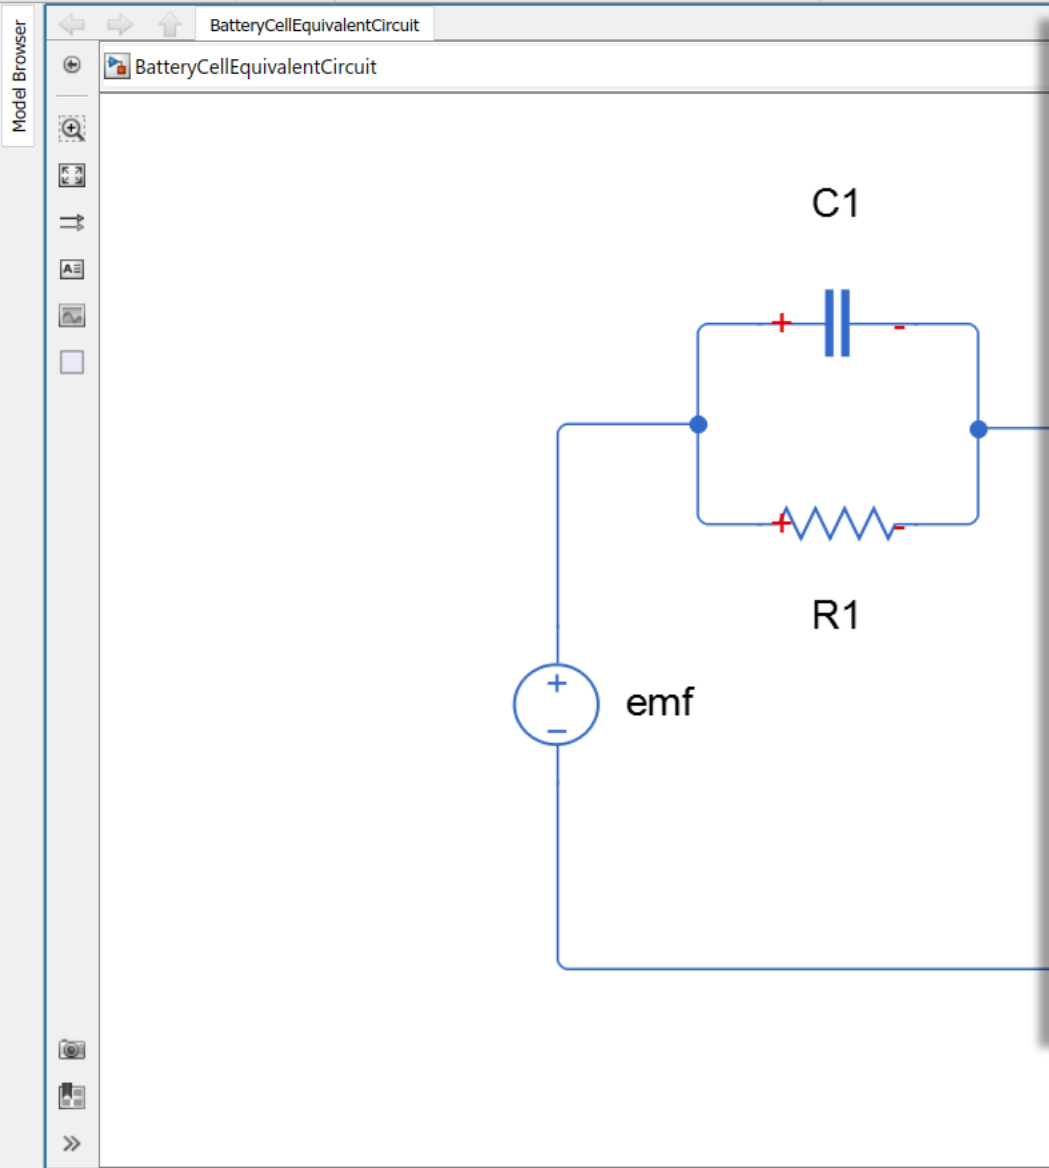 Model Browser
BatteryCellEquivalentCircuit
BatteryCellEquivalentCircuit
C1
+ -
+ -
R1
+
emf
−